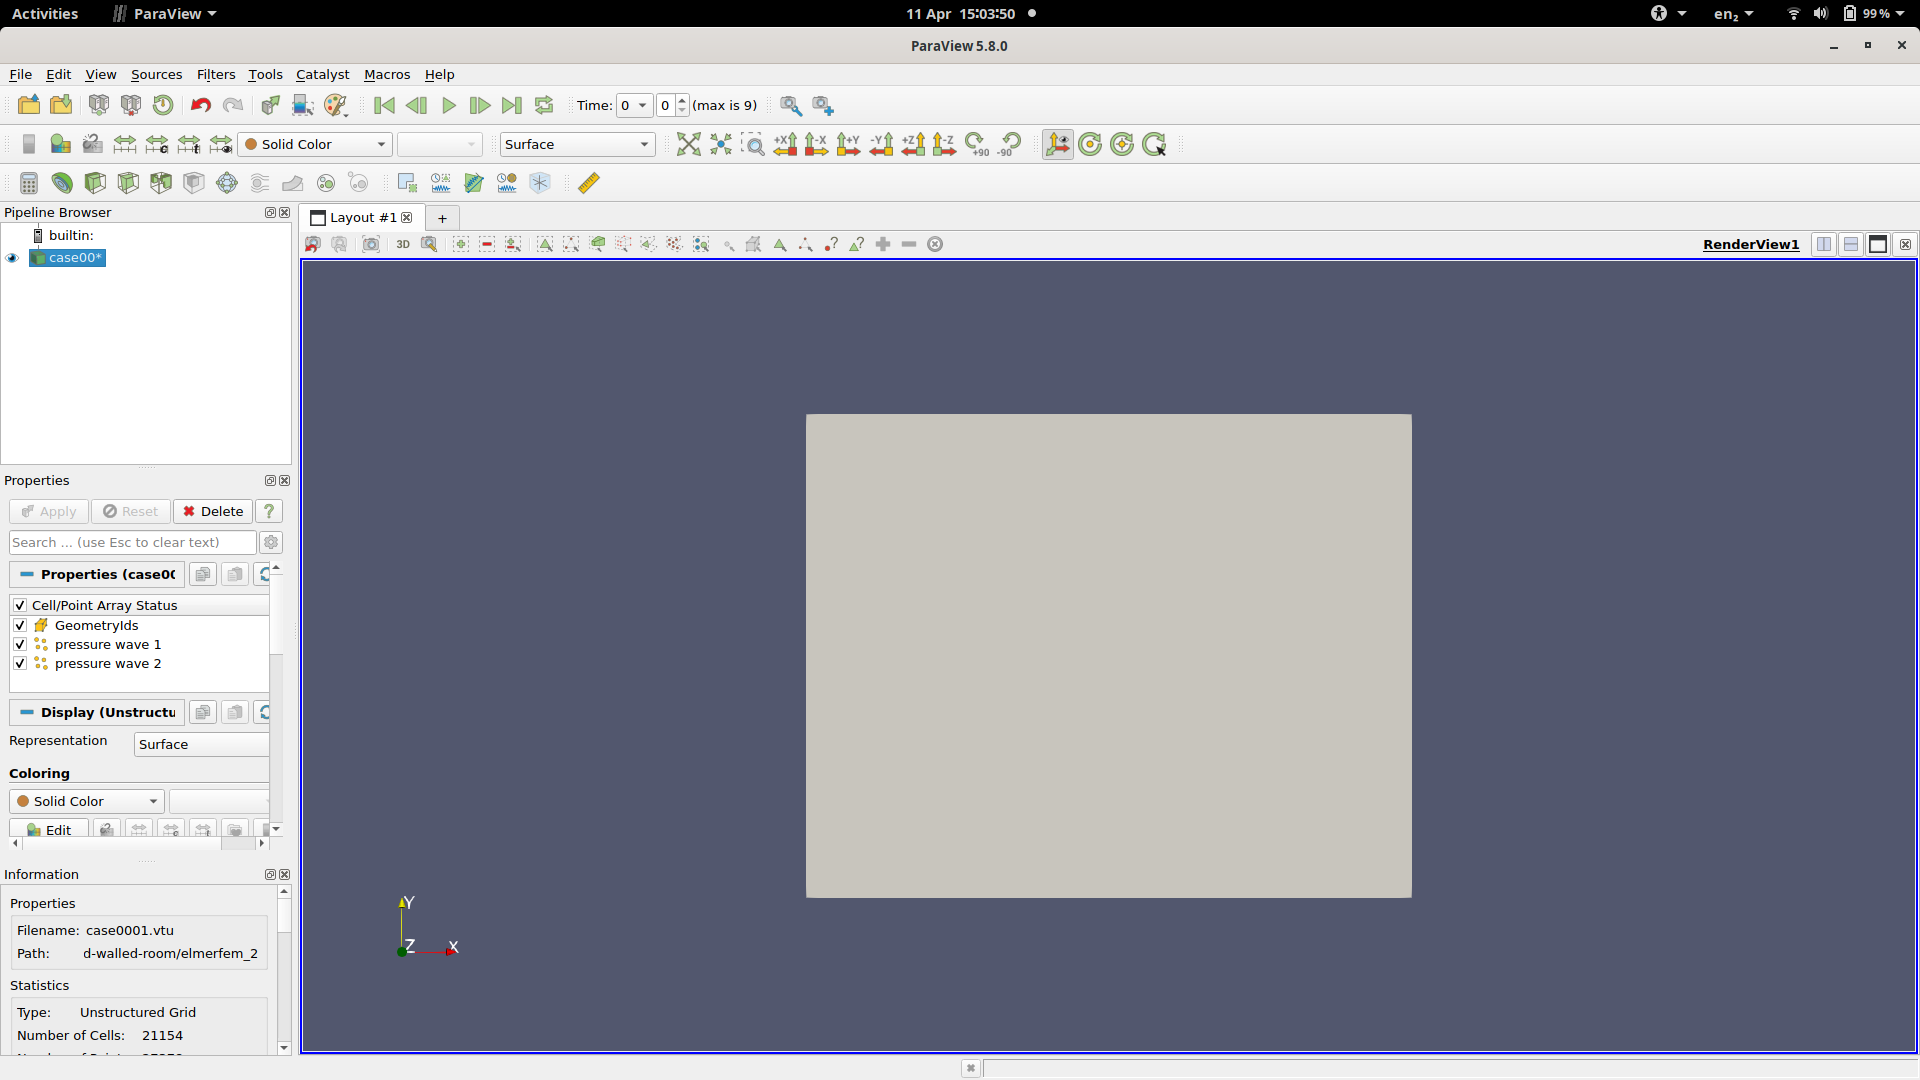 Activities ParaView 11 Apr 15:03:50 en₂ 99 %
ParaView 5.8.0
File Edit View Sources Filters Tools Catalyst Macros Help
Time: 0 0 (max is 9)
Solid Color Surface +X -X +Y -Y +Z -Z +90 -90
Pipeline Browser
builtin:
case00*
Layout #1 +
3D RenderView1
Properties
Apply Reset Delete ?
Search ... (use Esc to clear text)
Properties (case00
Cell/Point Array Status
GeometryIds
pressure wave 1
pressure wave 2
Display (Unstructu
Representation Surface
Coloring
Solid Color
Edit
Information
Properties
Filename: case0001.vtu
Path: d-walled-room/elmerfem_2
Statistics
Type: Unstructured Grid
Number of Cells: 21154
Y
Z X